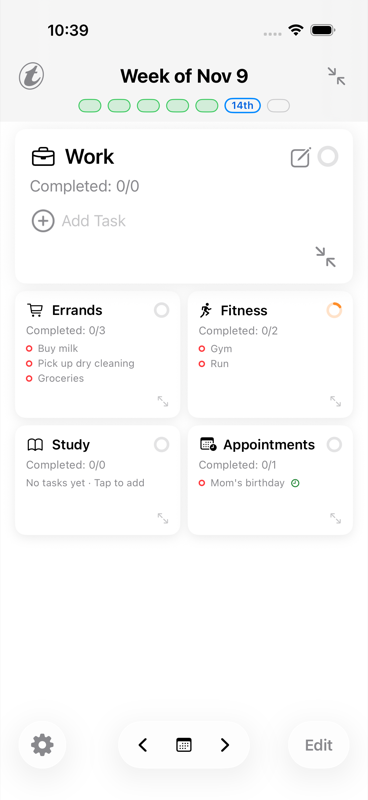 10:39
t
Week of Nov 9
14th
Work
Completed: 0/0
Add Task
Errands
Completed: 0/3
Buy milk
Pick up dry cleaning
Groceries
Fitness
Completed: 0/2
Gym
Run
Study
Completed: 0/0
No tasks yet · Tap to add
Appointments
Completed: 0/1
Mom's birthday
Edit